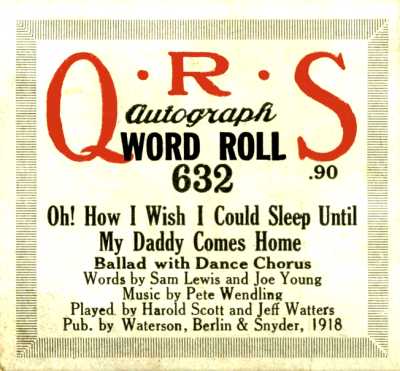 Q·R·S
Autograph
WORD ROLL
632 .90
Oh! How I Wish I Could Sleep Until
My Daddy Comes Home
Ballad with Dance Chorus
Words by Sam Lewis and Joe Young
Music by Pete Wendling
Played by Harold Scott and Jeff Watters
Pub. by Waterson, Berlin & Snyder, 1918